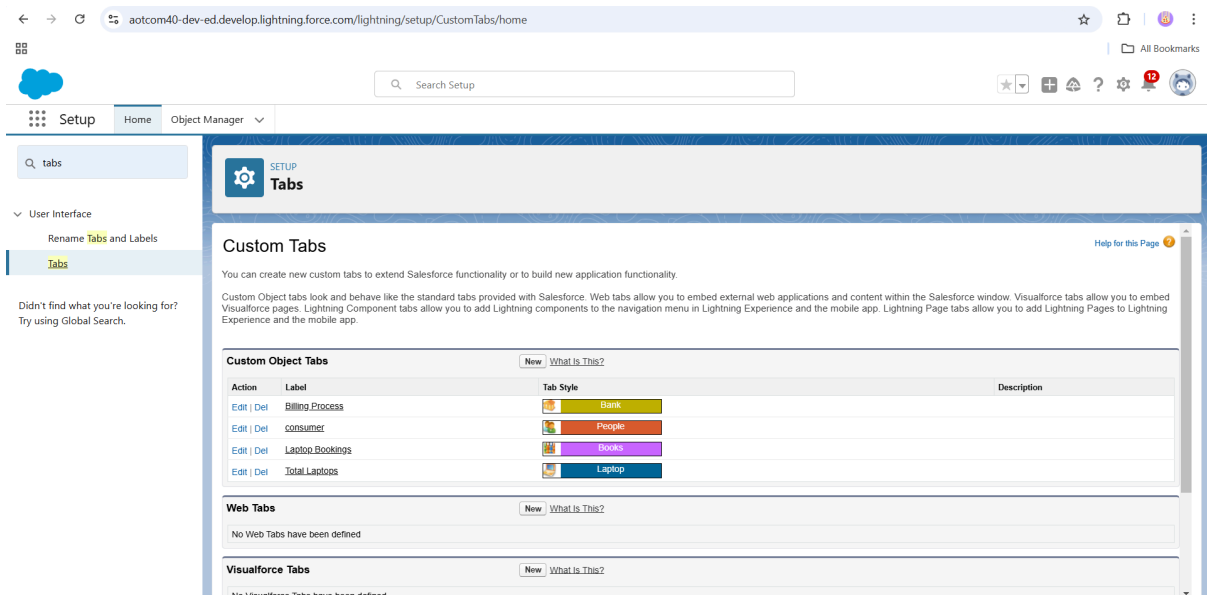 aotcom40-dev-ed.develop.lightning.force.com/lightning/setup/CustomTabs/home
All Bookmarks
Search Setup
12
Setup
Home
Object Manager
tabs
User Interface
Rename Tabs and Labels
Tabs
Didn't find what you're looking for?
Try using Global Search.
SETUP
Tabs
Custom Tabs
Help for this Page
You can create new custom tabs to extend Salesforce functionality or to build new application functionality.
Custom Object tabs look and behave like the standard tabs provided with Salesforce. Web tabs allow you to embed external web applications and content within the Salesforce window. Visualforce tabs allow you to embed
Visualforce pages. Lightning Component tabs allow you to add Lightning components to the navigation menu in Lightning Experience and the mobile app. Lightning Page tabs allow you to add Lightning Pages to Lightning
Experience and the mobile app.
Custom Object Tabs New What Is This?
Action Label Tab Style Description
Edit | Del Billing Process Bank
Edit | Del consumer People
Edit | Del Laptop Bookings Books
Edit | Del Total Laptops Laptop
Web Tabs New What Is This?
No Web Tabs have been defined
Visualforce Tabs New What Is This?
No Visualforce Tabs have been defined